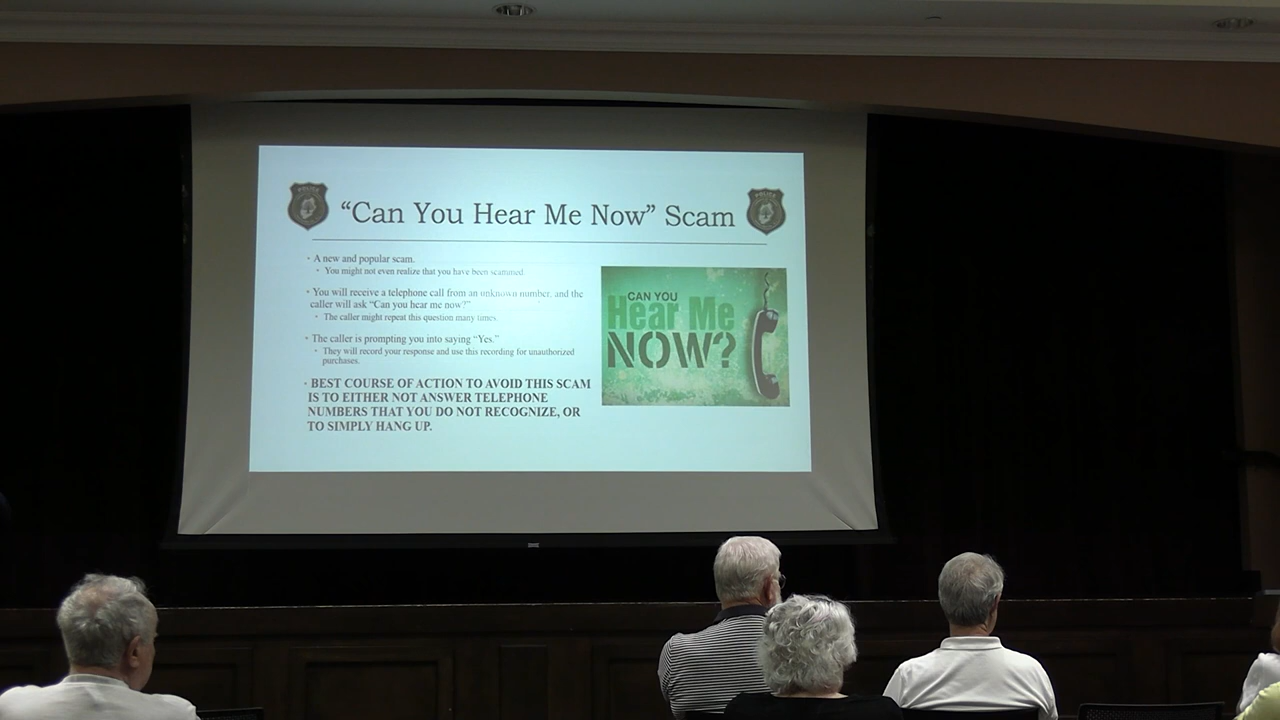 POLICE
"Can You Hear Me Now" Scam
POLICE
• A new and popular scam.
• You might not even realize that you have been scammed
• You will receive a telephone call from an unknown number, and the
caller will ask "Can you hear me now?"
• The caller might repeat this question many times.
• The caller is prompting you into saying "Yes."
• They will record your response and use this recording for unauthorized
purchases.
• BEST COURSE OF ACTION TO AVOID THIS SCAM
IS TO EITHER NOT ANSWER TELEPHONE
NUMBERS THAT YOU DO NOT RECOGNIZE, OR
TO SIMPLY HANG UP.
CAN YOU
Hear Me
NOW?